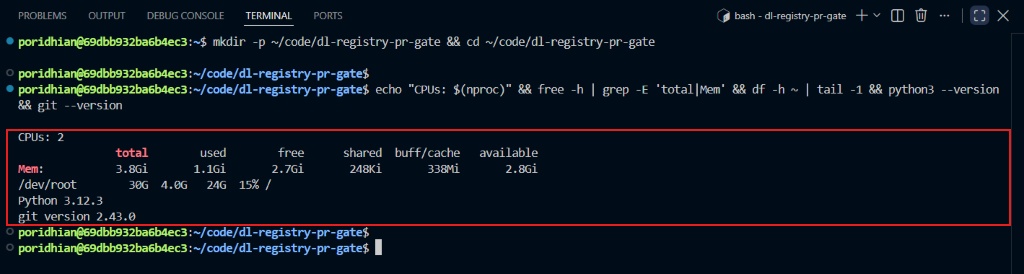 PROBLEMS OUTPUT DEBUG CONSOLE TERMINAL PORTS bash - dl-registry-pr-gate
poridhian@69dbb932ba6b4ec3:~$ mkdir -p ~/code/dl-registry-pr-gate && cd ~/code/dl-registry-pr-gate
poridhian@69dbb932ba6b4ec3:~/code/dl-registry-pr-gate$
poridhian@69dbb932ba6b4ec3:~/code/dl-registry-pr-gate$ echo "CPUs: $(nproc)" && free -h | grep -E 'total|Mem' && df -h ~ | tail -1 && python3 --version
&& git --version
CPUs: 2
total used free shared buff/cache available
Mem: 3.8Gi 1.1Gi 2.7Gi 248Ki 338Mi 2.8Gi
/dev/root 30G 4.0G 24G 15% /
Python 3.12.3
git version 2.43.0
poridhian@69dbb932ba6b4ec3:~/code/dl-registry-pr-gate$
poridhian@69dbb932ba6b4ec3:~/code/dl-registry-pr-gate$